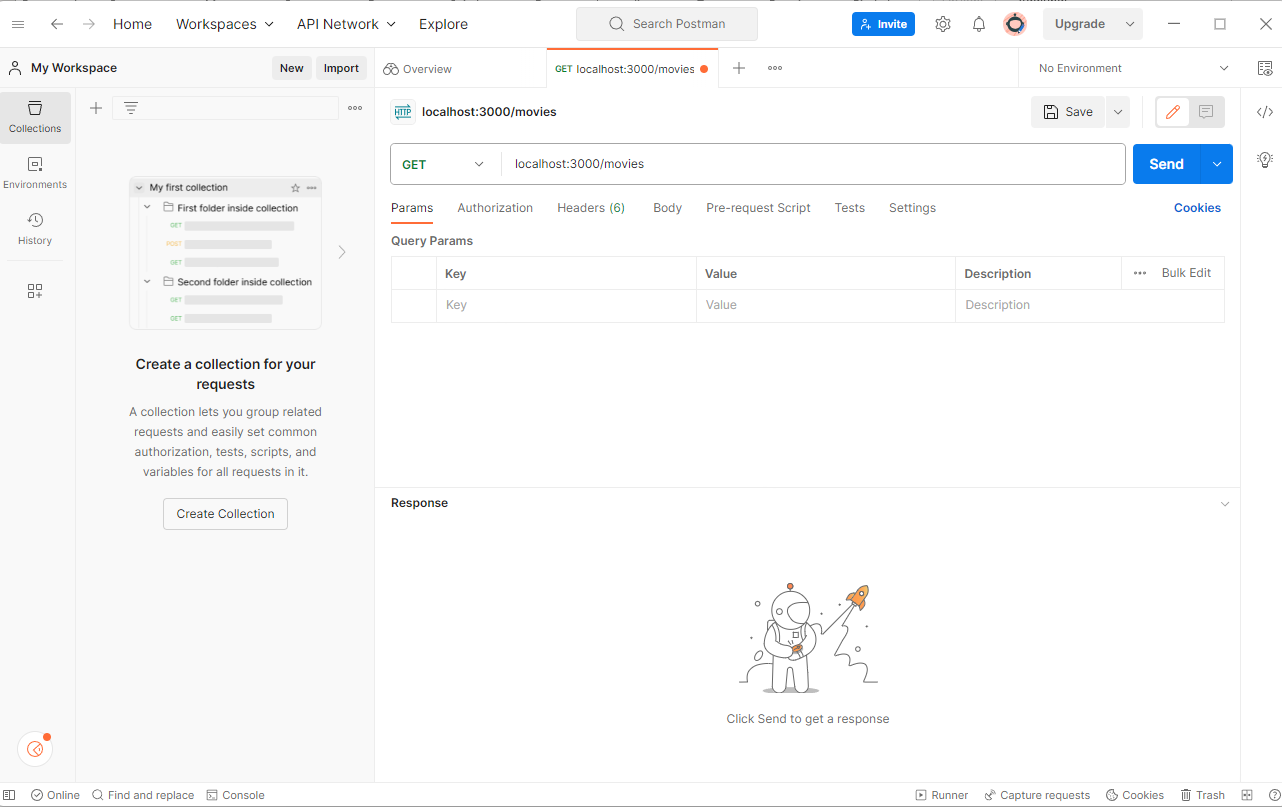 Home Workspaces API Network Explore Search Postman Invite Upgrade
My Workspace New Import Overview GET localhost:3000/movies No Environment
Collections
Environments
History
My first collection
First folder inside collection
GET
POST
GET
Second folder inside collection
GET
GET
Create a collection for your
requests
A collection lets you group related
requests and easily set common
authorization, tests, scripts, and
variables for all requests in it.
Create Collection
HTTP localhost:3000/movies Save
GET localhost:3000/movies Send
Params Authorization Headers (6) Body Pre-request Script Tests Settings Cookies
Query Params
Key Value Description Bulk Edit
Key Value Description
Response
Click Send to get a response
Online Find and replace Console Runner Capture requests Cookies Trash